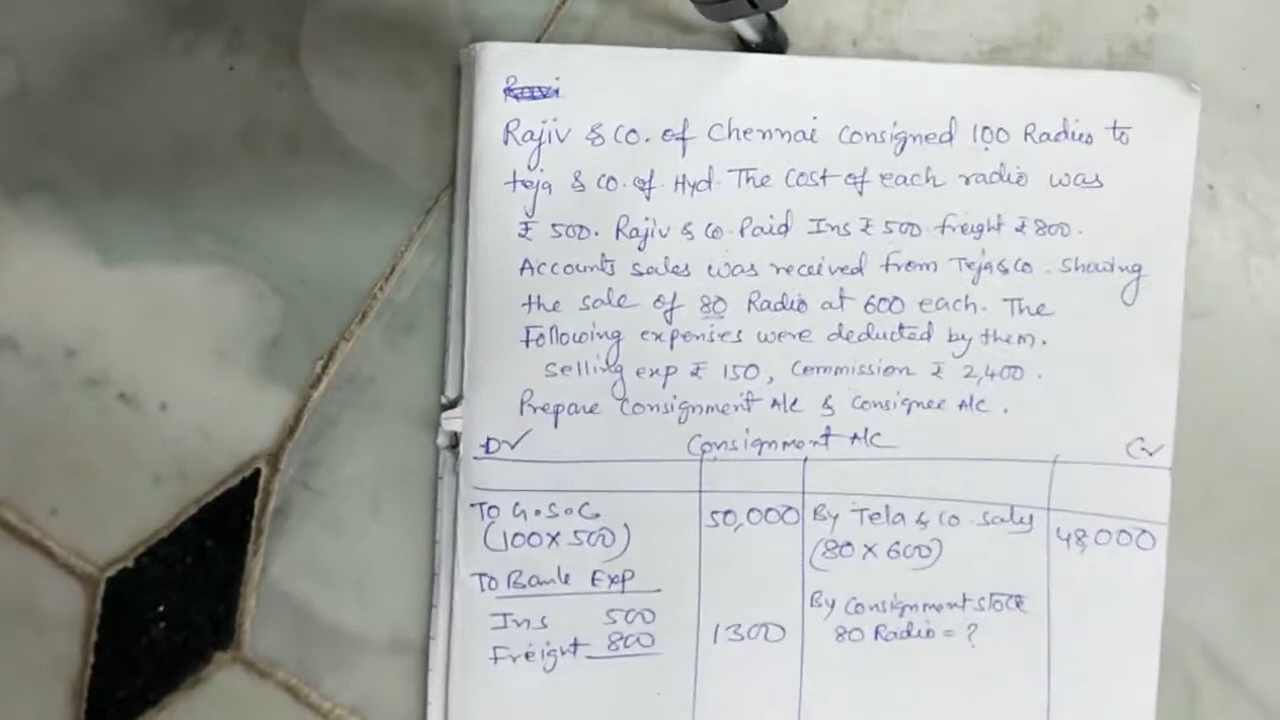 Rajiv & Co. of Chennai consigned 100 Radios to
teja & Co. of. Hyd. The cost of each radio was
₹ 500. Rajiv & Co. Paid Ins ₹ 500 freight ₹ 800.
Accounts sales was received from Teja & Co. Showing
the sale of 80 Radio at 600 each. The
Following expenses were deducted by them.
Selling exp ₹ 150, Commission ₹ 2,400.
Prepare Consignment A/c & Consignee A/c.
Dr Consignment A/c Cr
To G.S.O.C 50,000 By Tela & Co. Sales 48,000
(100 X 500) (80 X 600)
To Bank Exp
Ins 500 By Consignment Stock
Freight 800 1300 80 Radio = ?